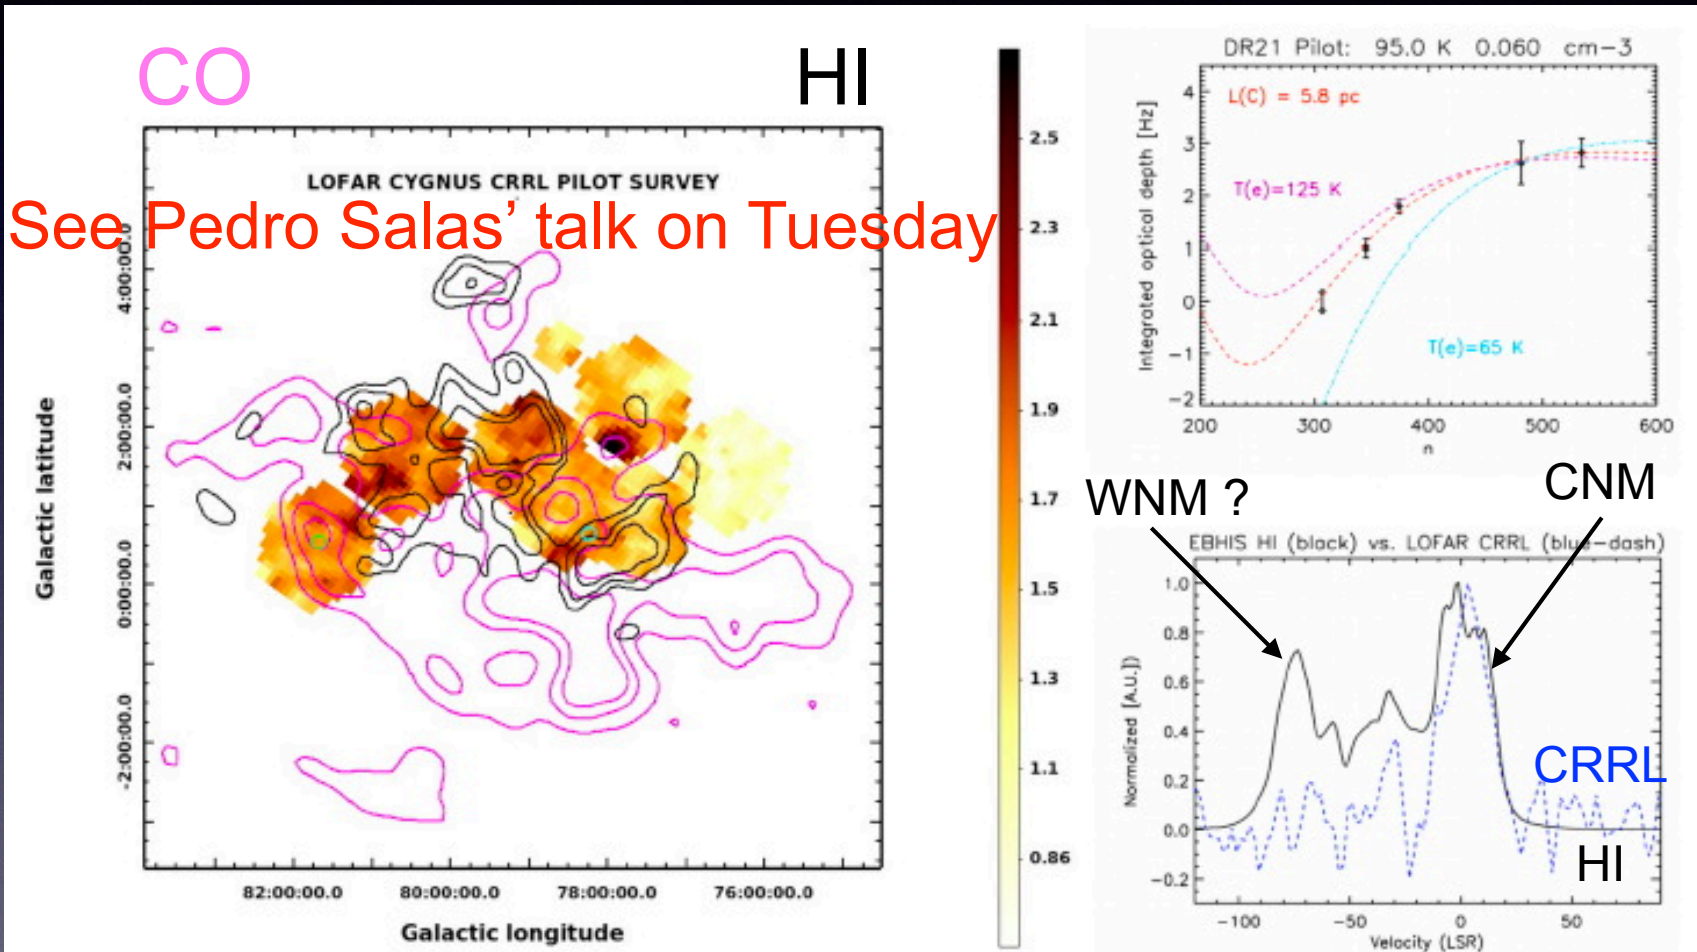 CO
HI
LOFAR CYGNUS CRRL PILOT SURVEY
See Pedro Salas’ talk on Tuesday
Galactic latitude
4:00:00.0
2:00:00.0
0:00:00.0
-2:00:00.0
82:00:00.0 80:00:00.0 78:00:00.0 76:00:00.0
Galactic longitude
2.5
2.3
2.1
1.9
1.7
1.5
1.3
1.1
0.86
DR21 Pilot: 95.0 K 0.060 cm-3
Integrated optical depth [Hz]
4
3
2
1
0
-1
-2
L(C) = 5.8 pc
T(e)=125 K
T(e)=65 K
200 300 400 500 600
n
WNM ?
CNM
EBHIS HI (black) vs. LOFAR CRRL (blue-dash)
Normalized [A.U.])
1.0
0.8
0.6
0.4
0.2
0.0
-0.2
CRRL
HI
-100 -50 0 50
Velocity (LSR)